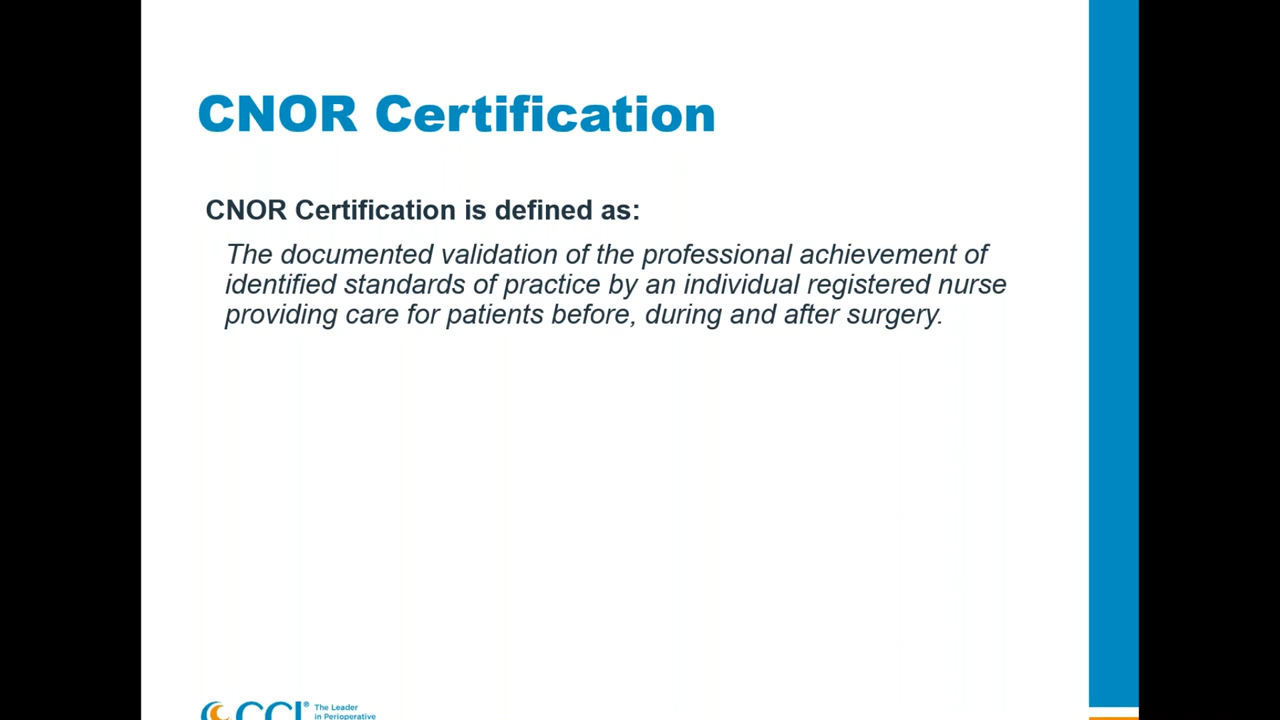 CNOR Certification
CNOR Certification is defined as:
The documented validation of the professional achievement of
identified standards of practice by an individual registered nurse
providing care for patients before, during and after surgery.
CCI® The Leader
in Perioperative